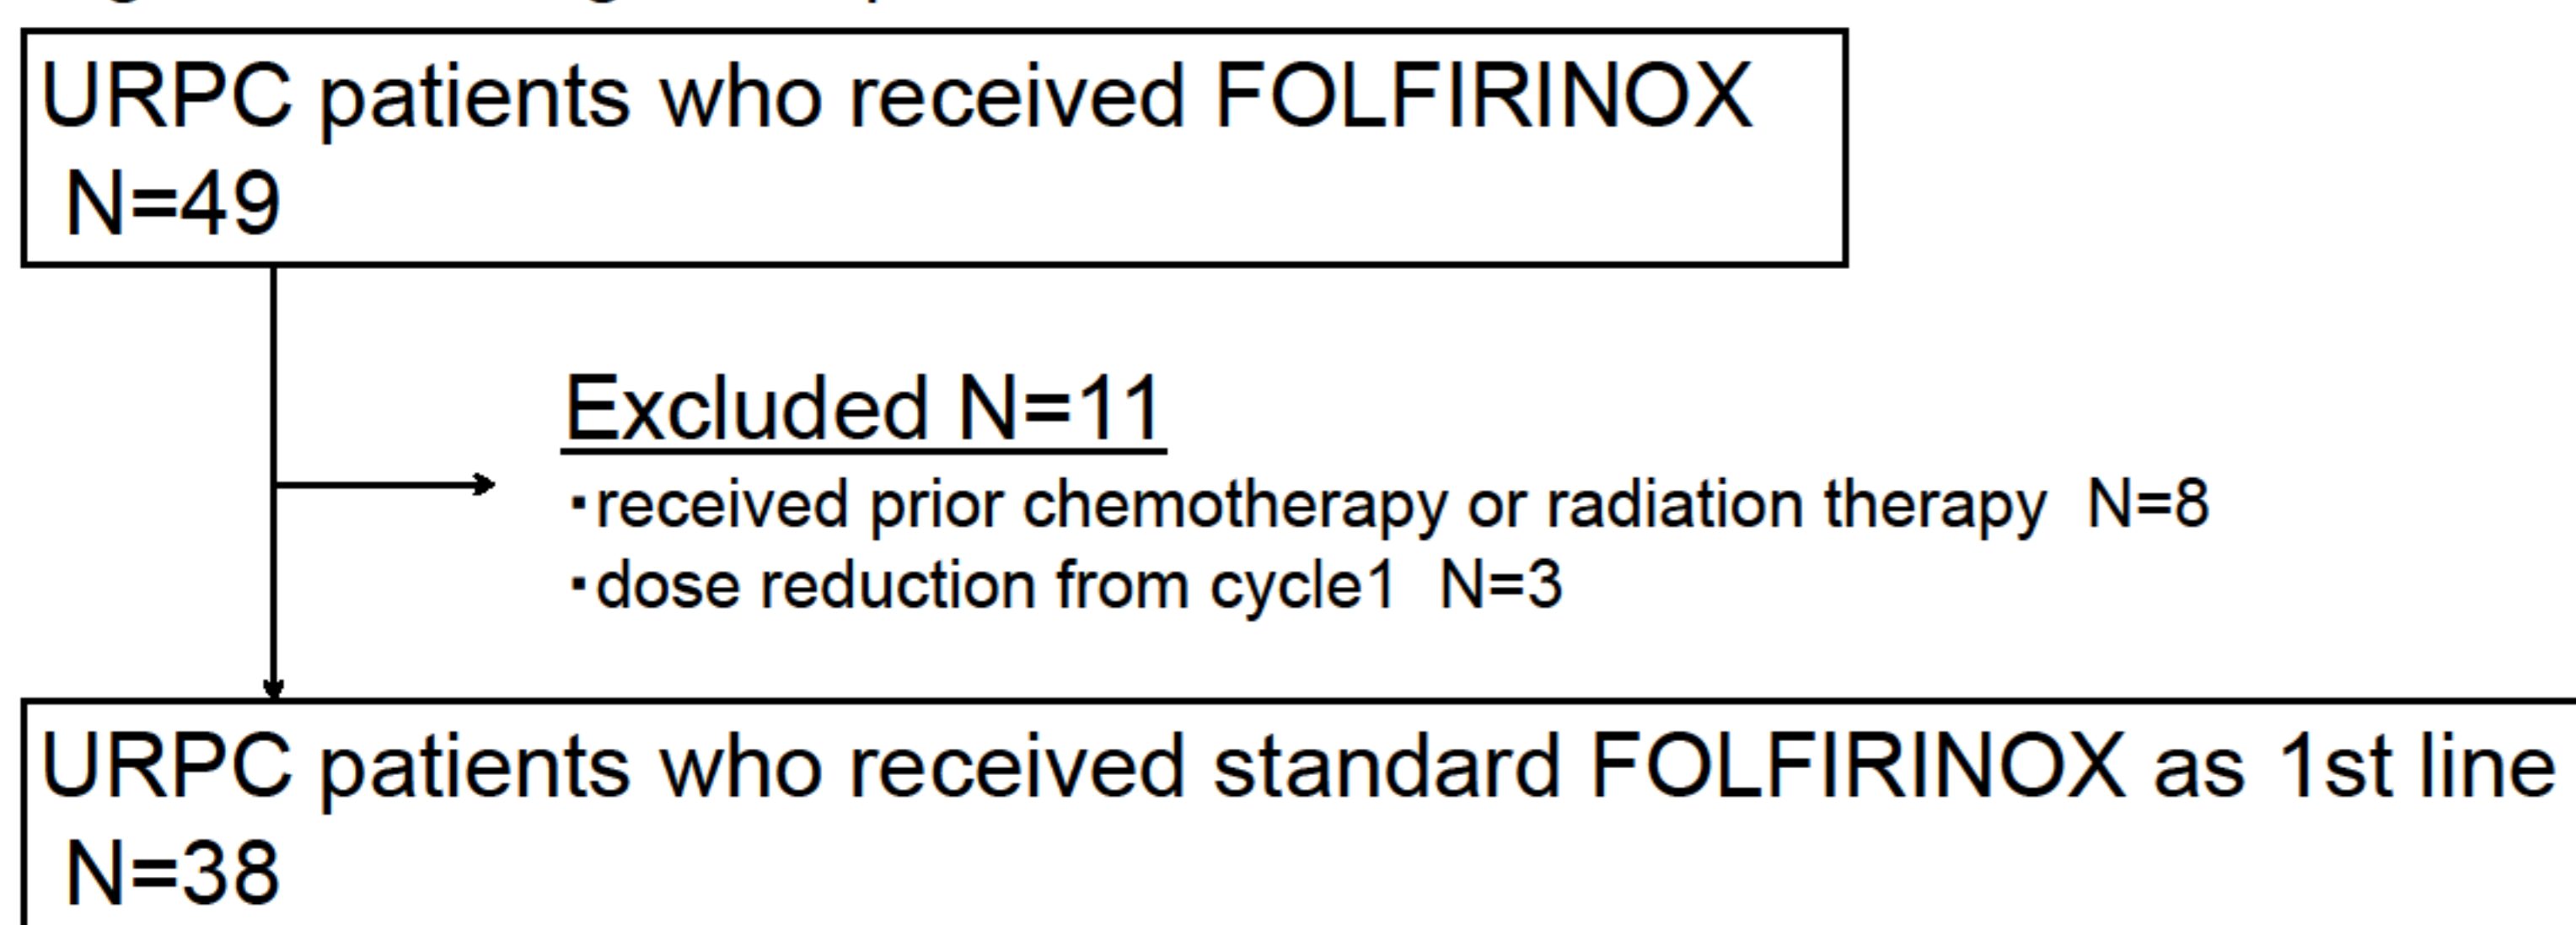 URPC patients who received FOLFIRINOX
N=49
Excluded N=11
・received prior chemotherapy or radiation therapy N=8
・dose reduction from cycle1 N=3
URPC patients who received standard FOLFIRINOX as 1st line
N=38